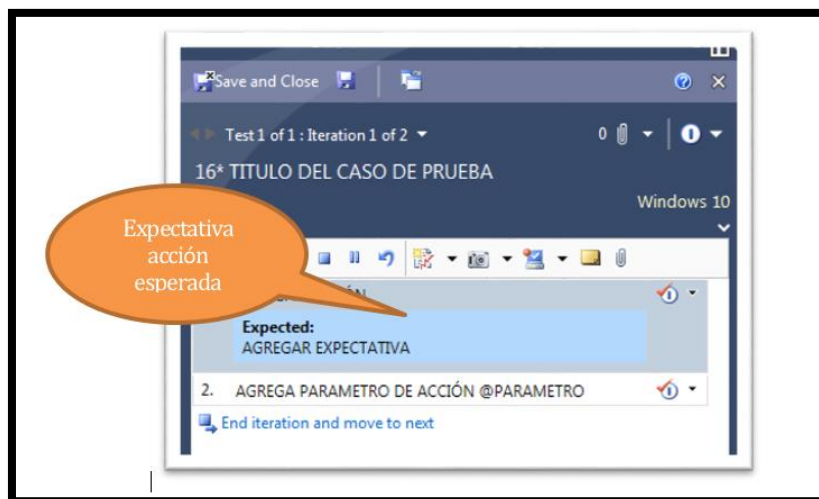 Save and Close
Test 1 of 1 : Iteration 1 of 2
0
16* TITULO DEL CASO DE PRUEBA
Windows 10
Expectativa
acción
esperada
Expected:
AGREGAR EXPECTATIVA
2. AGREGA PARAMETRO DE ACCIÓN @PARAMETRO
End iteration and move to next